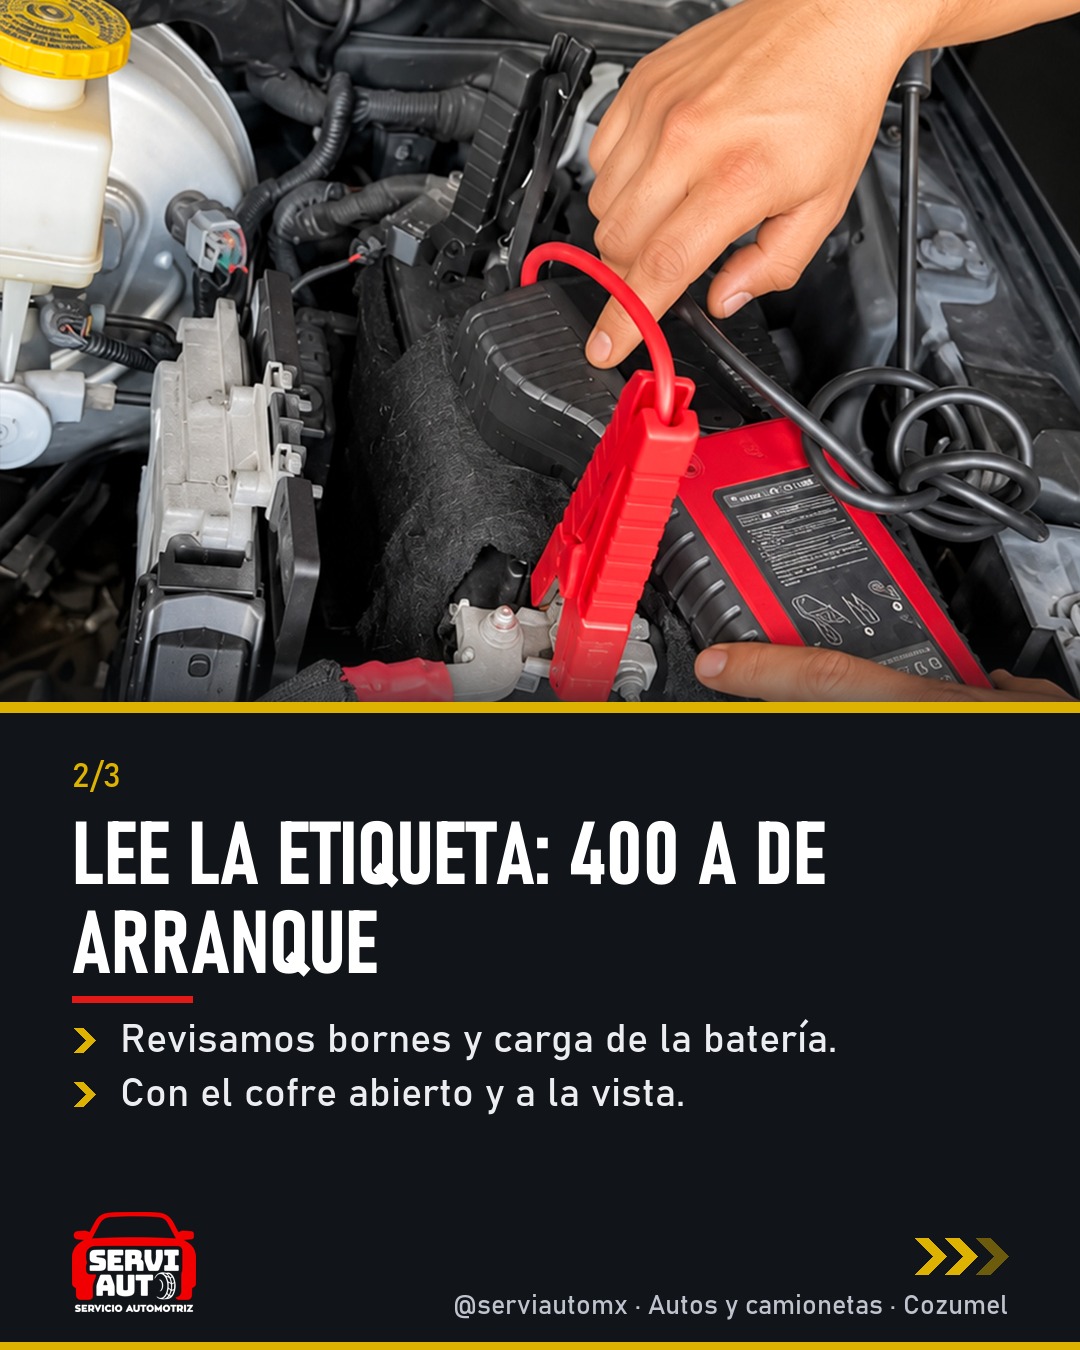 2/3
LEE LA ETIQUETA: 400 A DE
ARRANQUE
Revisamos bornes y carga de la batería.
Con el cofre abierto y a la vista.
SERVI
AUTO
SERVICIO AUTOMOTRIZ
@serviautomx · Autos y camionetas · Cozumel